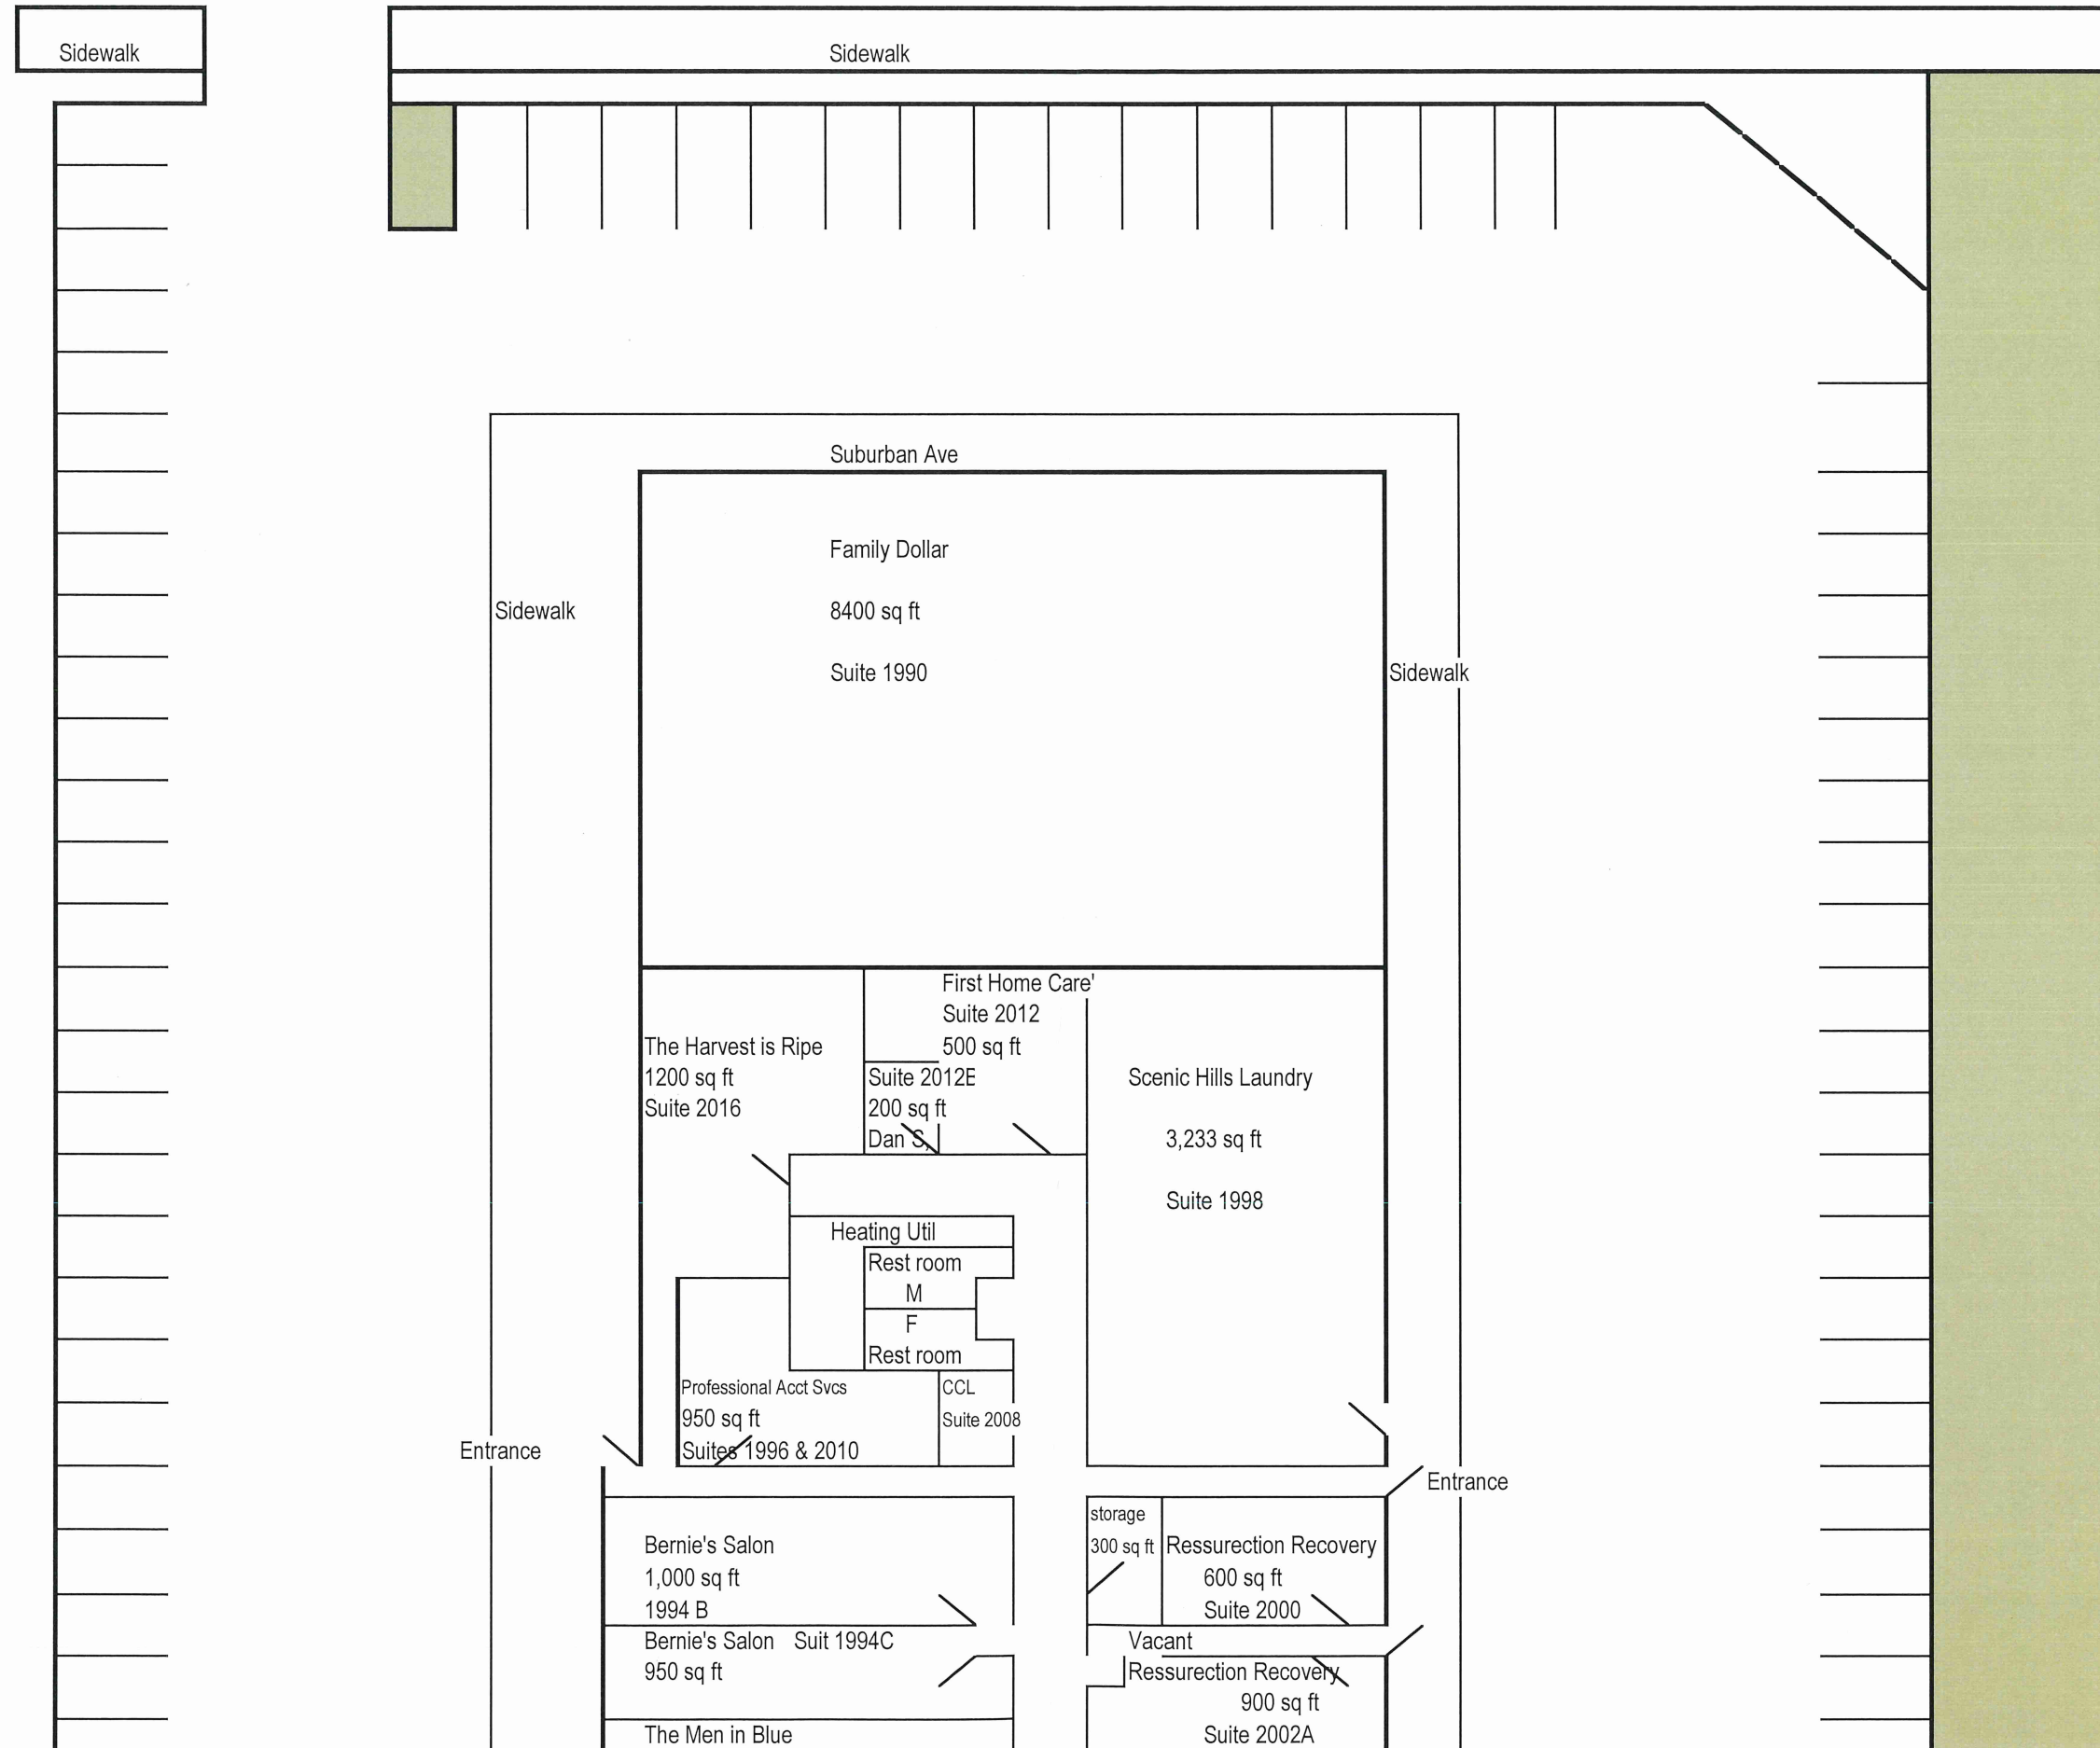 Sidewalk
Sidewalk
Suburban Ave
Family Dollar
8400 sq ft
Suite 1990
Sidewalk
Sidewalk
The Harvest is Ripe
1200 sq ft
Suite 2016
First Home Care'
Suite 2012
500 sq ft
Suite 2012E
200 sq ft
Dan S,
Scenic Hills Laundry
3,233 sq ft
Suite 1998
Heating Util
Rest room
M
F
Rest room
Professional Acct Svcs
950 sq ft
Suites 1996 & 2010
CCL
Suite 2008
Entrance
Entrance
Bernie's Salon
1,000 sq ft
1994 B
storage
300 sq ft
Ressurection Recovery
600 sq ft
Suite 2000
Bernie's Salon Suit 1994C
950 sq ft
Vacant
Ressurection Recovery
900 sq ft
Suite 2002A
The Men in Blue